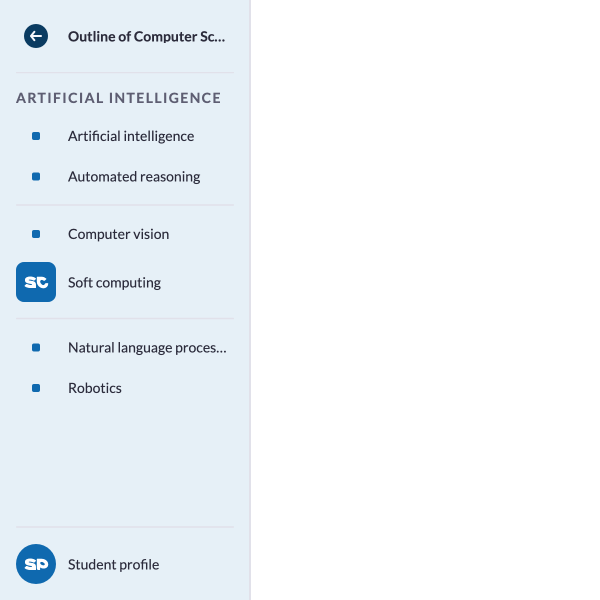 Outline of Computer Sc...
ARTIFICIAL INTELLIGENCE
Artificial intelligence
Automated reasoning
Computer vision
SC Soft computing
Natural language proces...
Robotics
SP Student profile